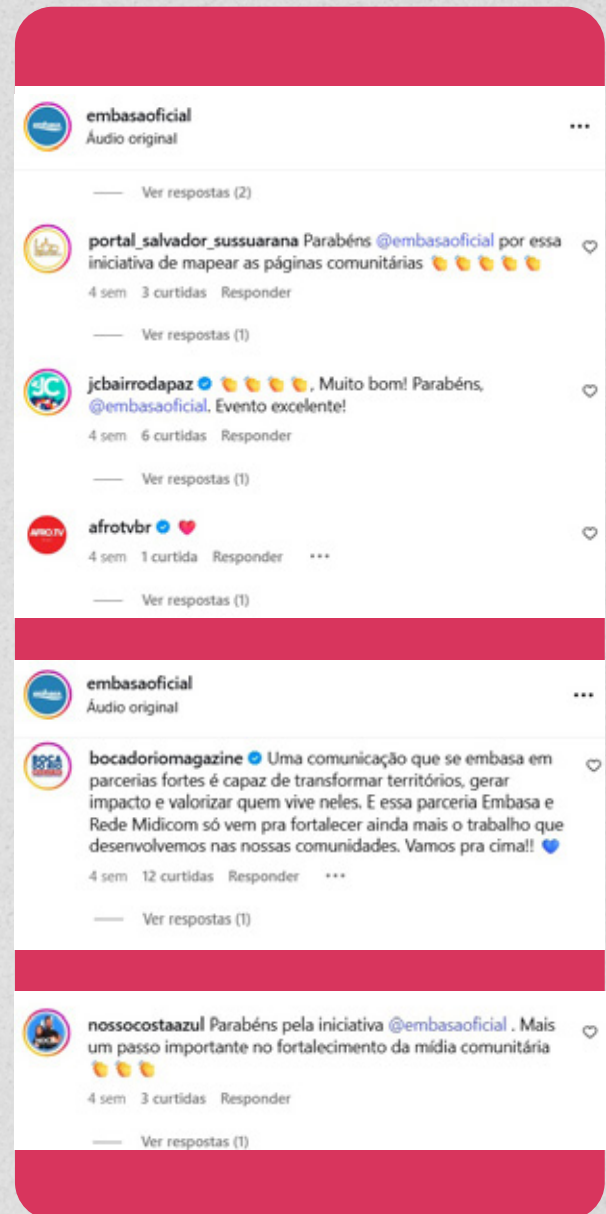 embasaoficial
Áudio original
Ver respostas (2)
portal_salvador_sussuarana Parabéns @embasaoficial por essa
iniciativa de mapear as páginas comunitárias 👏👏👏👏👏
4 sem 3 curtidas Responder
Ver respostas (1)
jcbairrodapaz 👏👏👏👏, Muito bom! Parabéns,
@embasaoficial. Evento excelente!
4 sem 6 curtidas Responder
Ver respostas (1)
AFRO.TV
afrotvbr ❤️
4 sem 1 curtida Responder ...
Ver respostas (1)
embasaoficial
Áudio original
BOCA
DO RIO
bocadoriomagazine Uma comunicação que se embasa em
parcerias fortes é capaz de transformar territórios, gerar
impacto e valorizar quem vive neles. E essa parceria Embasa e
Rede Midicom só vem pra fortalecer ainda mais o trabalho que
desenvolvemos nas nossas comunidades. Vamos pra cima!! 💙
4 sem 12 curtidas Responder ...
Ver respostas (1)
nossocostaazul Parabéns pela iniciativa @embasaoficial . Mais
um passo importante no fortalecimento da mídia comunitária
👏👏👏
4 sem 3 curtidas Responder
Ver respostas (1)